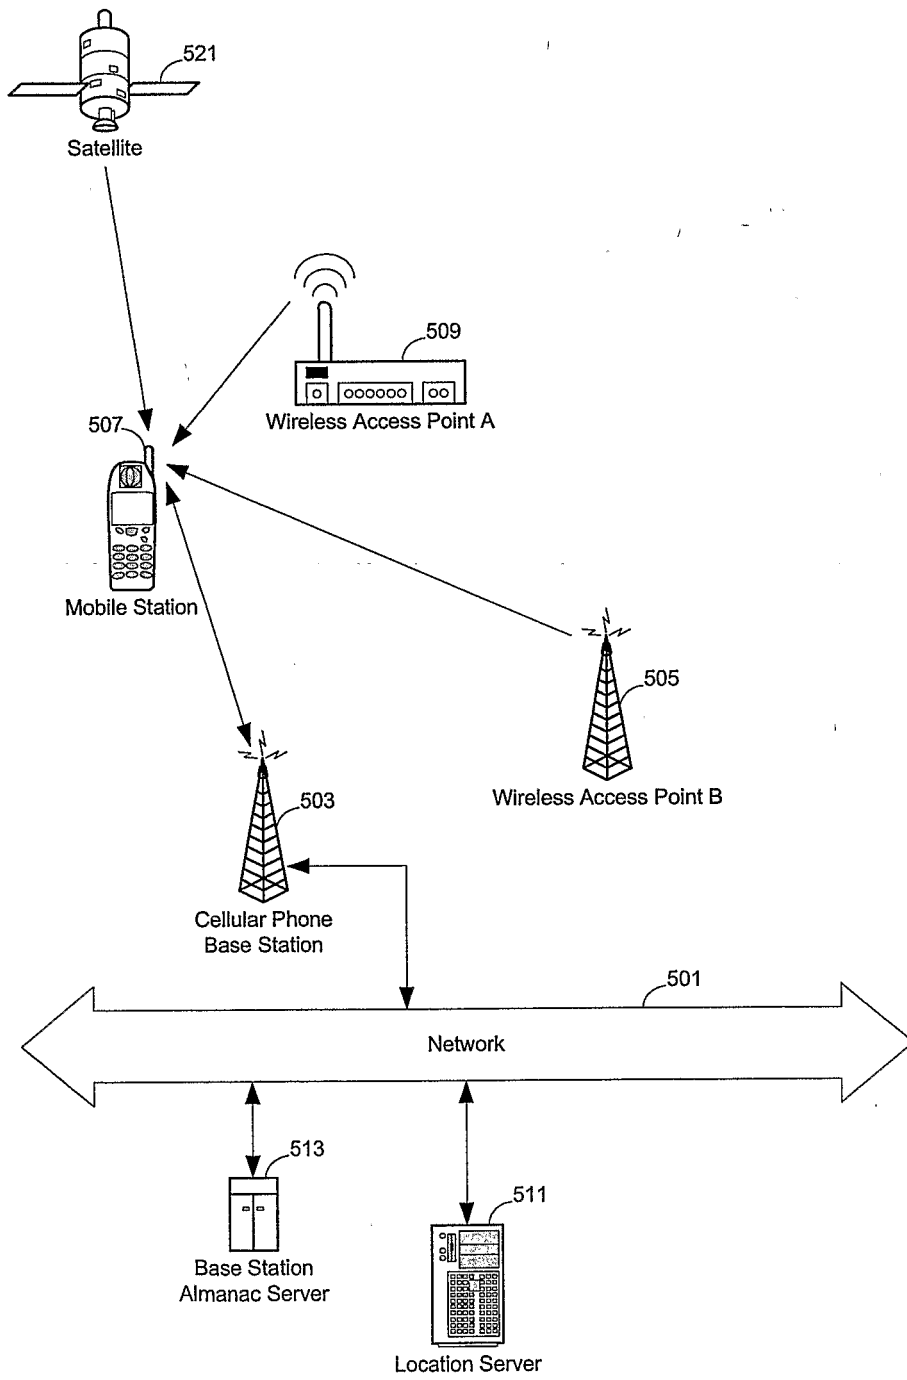 521
Satellite
509
Wireless Access Point A
507
Mobile Station
505
Wireless Access Point B
503
Cellular Phone
Base Station
501
Network
513
Base Station
Almanac Server
511
Location Server